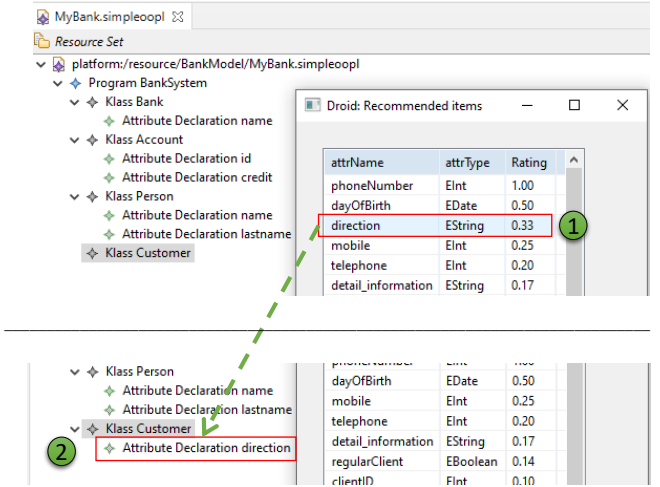 MyBank.simpleoopl
Resource Set
platform:/resource/BankModel/MyBank.simpleoopl
Program BankSystem
Klass Bank
Attribute Declaration name
Klass Account
Attribute Declaration id
Attribute Declaration credit
Klass Person
Attribute Declaration name
Attribute Declaration lastname
Klass Customer
Droid: Recommended items
attrName attrType Rating
phoneNumber EInt 1.00
dayOfBirth EDate 0.50
direction EString 0.33
1
mobile EInt 0.25
telephone EInt 0.20
detail_information EString 0.17
Klass Person
Attribute Declaration name
Attribute Declaration lastname
Klass Customer
2
Attribute Declaration direction
phoneNumber EInt 1.00
dayOfBirth EDate 0.50
mobile EInt 0.25
telephone EInt 0.20
detail_information EString 0.17
regularClient EBoolean 0.14
clientID EInt 0.10